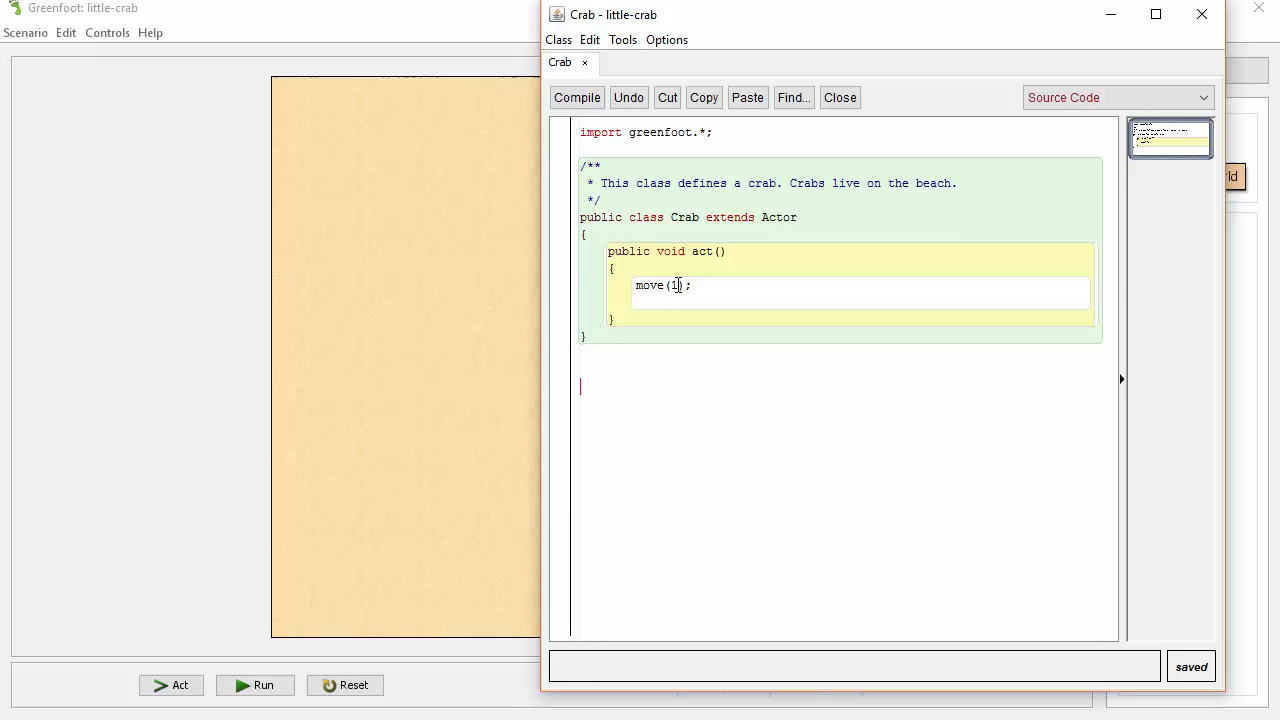 Greenfoot: little-crab
Scenario Edit Controls Help
Crab - little-crab
Class Edit Tools Options
Crab ×
Compile Undo Cut Copy Paste Find... Close Source Code
import greenfoot.*;
/**
* This class defines a crab. Crabs live on the beach.
*/
public class Crab extends Actor
{
public void act()
{
move(1);
}
}
ld
Act Run Reset
saved